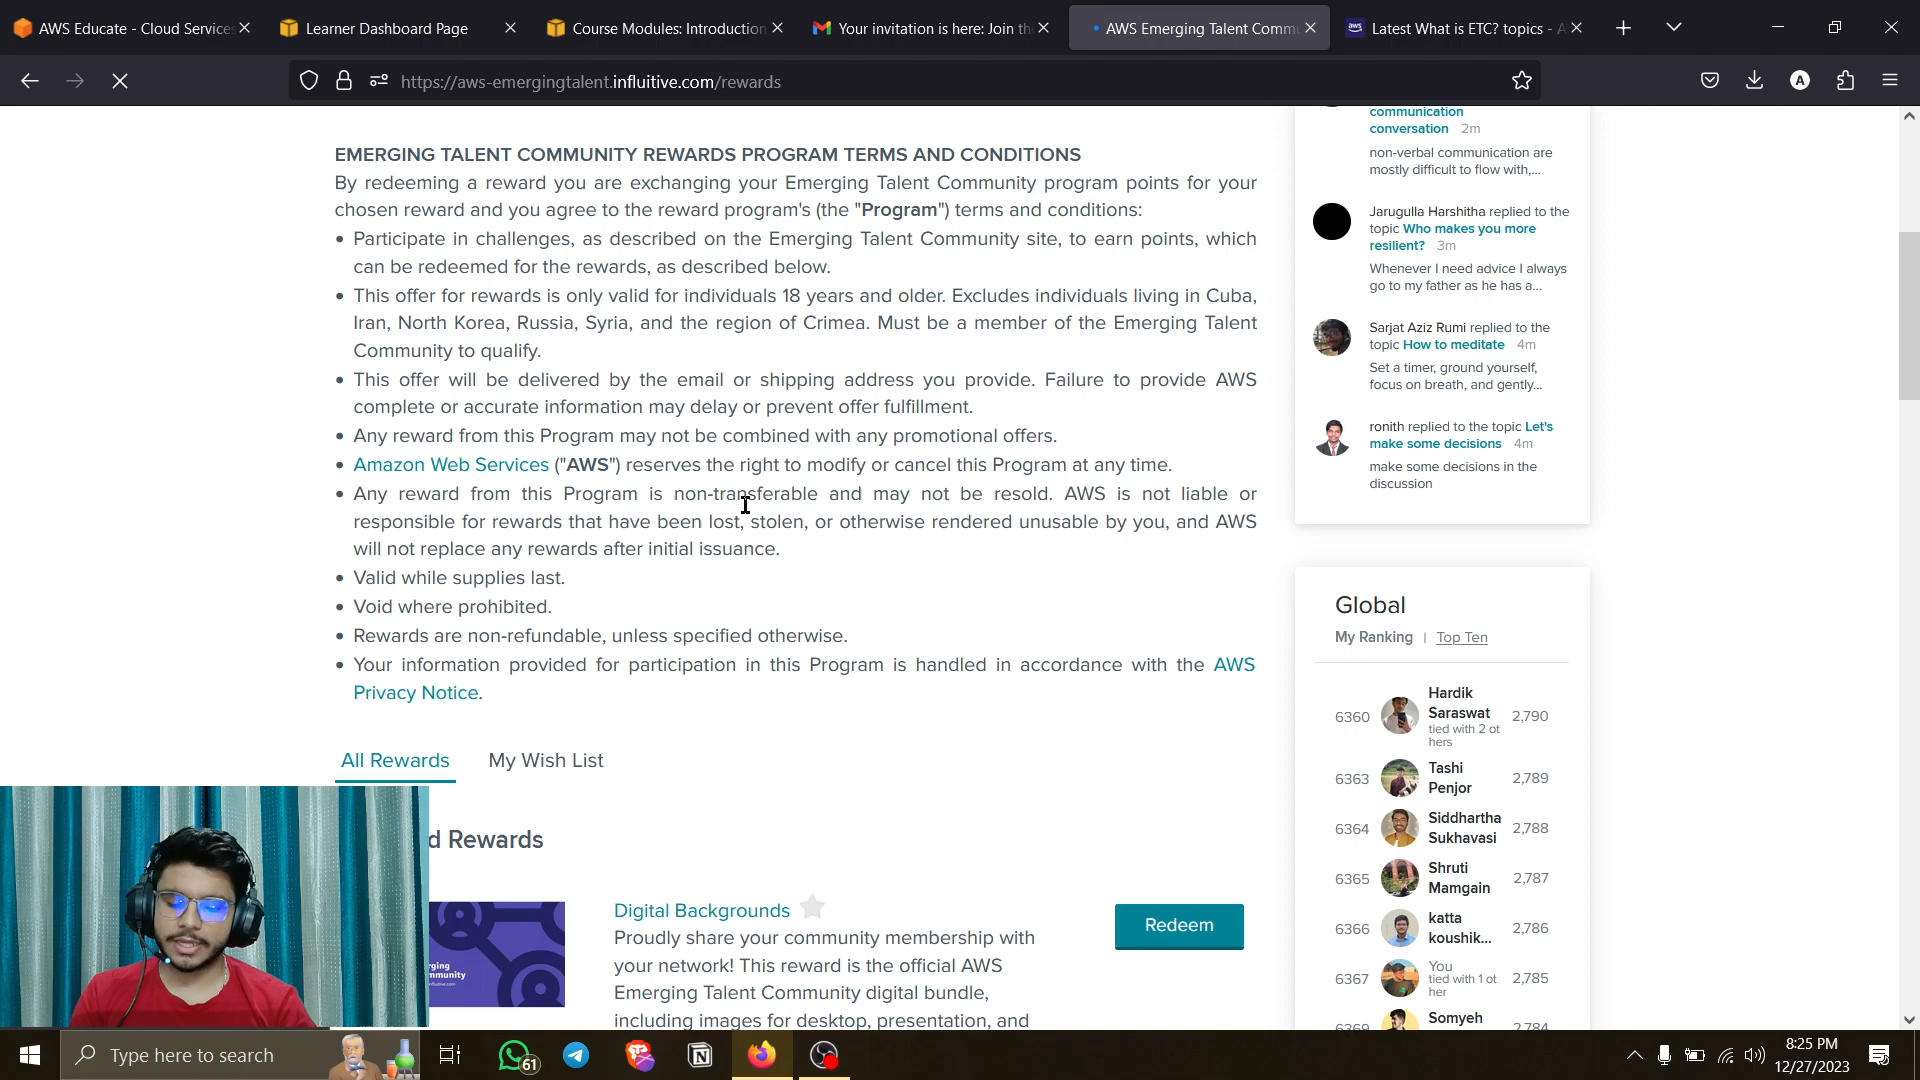 AWS Educate - Cloud Services
Learner Dashboard Page
Course Modules: Introduction
Your invitation is here: Join the
AWS Emerging Talent Commu
Latest What is ETC? topics - A
https://aws-emergingtalent.influitive.com/rewards
EMERGING TALENT COMMUNITY REWARDS PROGRAM TERMS AND CONDITIONS
By redeeming a reward you are exchanging your Emerging Talent Community program points for your
chosen reward and you agree to the reward program's (the "Program") terms and conditions:
• Participate in challenges, as described on the Emerging Talent Community site, to earn points, which
can be redeemed for the rewards, as described below.
• This offer for rewards is only valid for individuals 18 years and older. Excludes individuals living in Cuba,
Iran, North Korea, Russia, Syria, and the region of Crimea. Must be a member of the Emerging Talent
Community to qualify.
• This offer will be delivered by the email or shipping address you provide. Failure to provide AWS
complete or accurate information may delay or prevent offer fulfillment.
• Any reward from this Program may not be combined with any promotional offers.
• Amazon Web Services ("AWS") reserves the right to modify or cancel this Program at any time.
• Any reward from this Program is non-transferable and may not be resold. AWS is not liable or
responsible for rewards that have been lost, stolen, or otherwise rendered unusable by you, and AWS
will not replace any rewards after initial issuance.
• Valid while supplies last.
• Void where prohibited.
• Rewards are non-refundable, unless specified otherwise.
• Your information provided for participation in this Program is handled in accordance with the AWS
Privacy Notice.
All Rewards
My Wish List
d Rewards
rging
mmunity
Digital Backgrounds
Proudly share your community membership with
your network! This reward is the official AWS
Emerging Talent Community digital bundle,
including images for desktop, presentation, and
Redeem
communication
conversation 2m
non-verbal communication are
mostly difficult to flow with,...
Jarugulla Harshitha replied to the
topic Who makes you more
resilient? 3m
Whenever I need advice I always
go to my father as he has a...
Sarjat Aziz Rumi replied to the
topic How to meditate 4m
Set a timer, ground yourself,
focus on breath, and gently...
ronith replied to the topic Let's
make some decisions 4m
make some decisions in the
discussion
Global
My Ranking | Top Ten
6360 Hardik Saraswat 2,790
tied with 2 ot
hers
6363 Tashi Penjor 2,789
6364 Siddhartha Sukhavasi 2,788
6365 Shruti Mamgain 2,787
6366 katta koushik... 2,786
6367 You 2,785
tied with 1 ot
her
6369 Somyeh 2,784
Type here to search
61
8:25 PM
12/27/2023